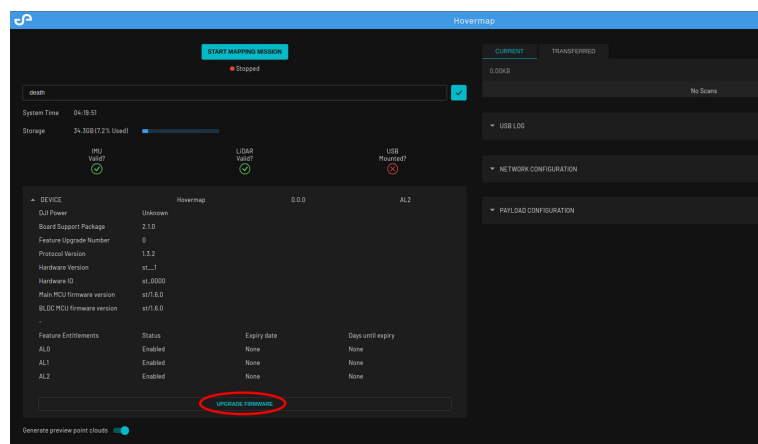 Hovermap
START MAPPING MISSION
Stopped
death
System Time 04:19:51
Storage 34.3GB (7.2% Used)
IMU Valid?
LiDAR Valid?
USB Mounted?
DEVICE Hovermap 0.0.0 AL2
DJI Power Unknown
Board Support Package 2.1.0
Feature Upgrade Number 0
Protocol Version 1.3.2
Hardware Version st__1
Hardware ID st_0000
Main MCU firmware version st/1.6.0
BLDC MCU firmware version st/1.6.0
-
Feature Entitlements Status Expiry date Days until expiry
AL0 Enabled None None
AL1 Enabled None None
AL2 Enabled None None
UPGRADE FIRMWARE
Generate preview point clouds
CURRENT TRANSFERRED
0.00KB
No Scans
USB LOG
NETWORK CONFIGURATION
PAYLOAD CONFIGURATION